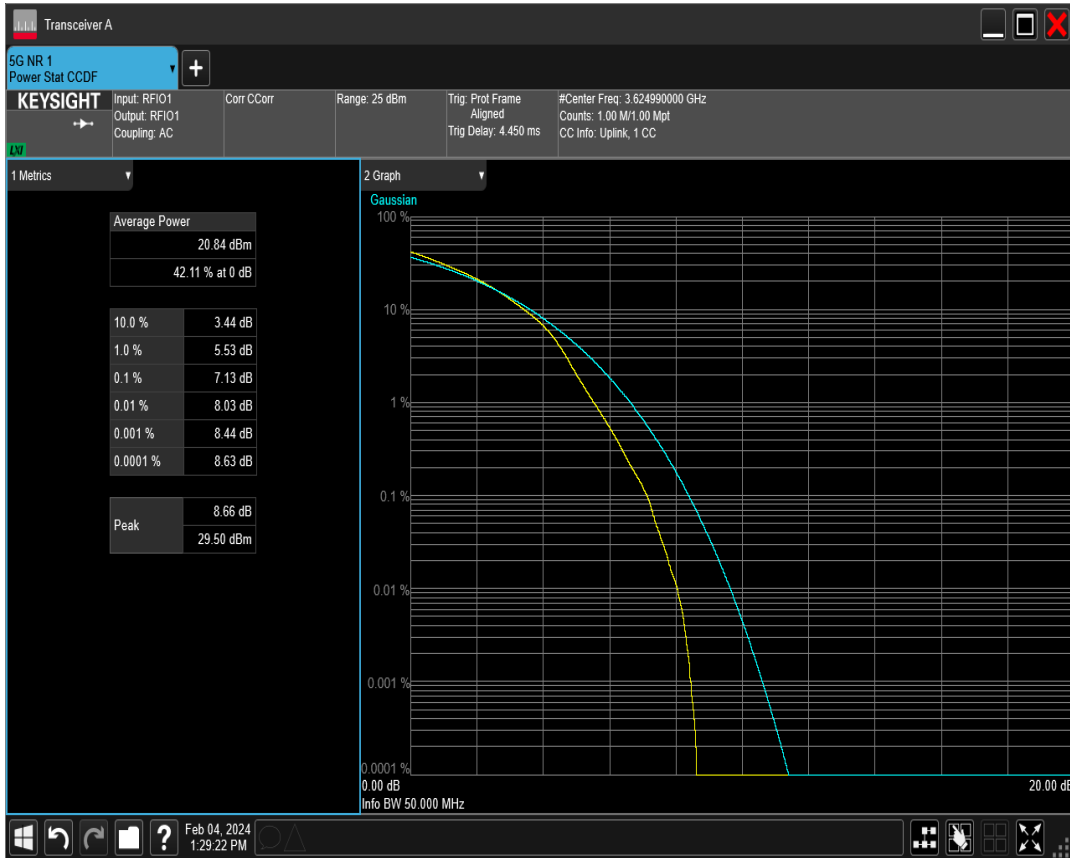 Transceiver A
5G NR 1
Power Stat CCDF
KEYSIGHT
LXI
Input: RFIO1
Output: RFIO1
Coupling: AC
Corr CCorr
Range: 25 dBm
Trig: Prot Frame
Aligned
Trig Delay: 4.450 ms
#Center Freq: 3.624990000 GHz
Counts: 1.00 M/1.00 Mpt
CC Info: Uplink, 1 CC
1 Metrics
Average Power
20.84 dBm
42.11 % at 0 dB
10.0 % 3.44 dB
1.0 % 5.53 dB
0.1 % 7.13 dB
0.01 % 8.03 dB
0.001 % 8.44 dB
0.0001 % 8.63 dB
Peak
8.66 dB
29.50 dBm
2 Graph
Gaussian
100 %
10 %
1 %
0.1 %
0.01 %
0.001 %
0.0001 %
0.00 dB 20.00 dB
Info BW 50.000 MHz
?
Feb 04, 2024
1:29:22 PM